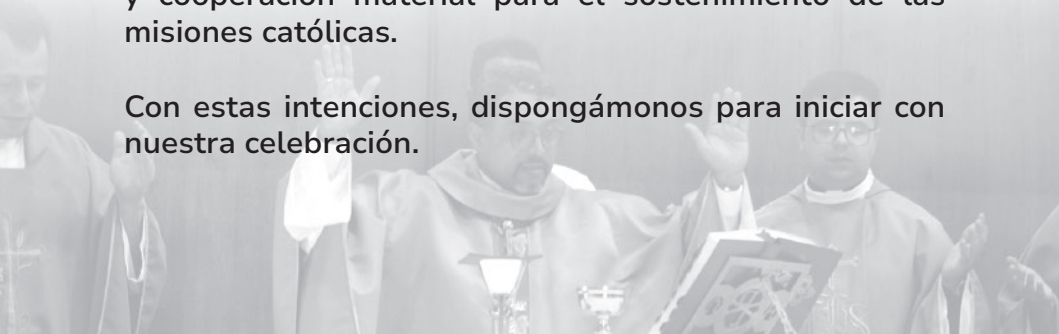 y cooperación material para el sostenimiento de las
misiones católicas.
Con estas intenciones, dispongámonos para iniciar con
nuestra celebración.